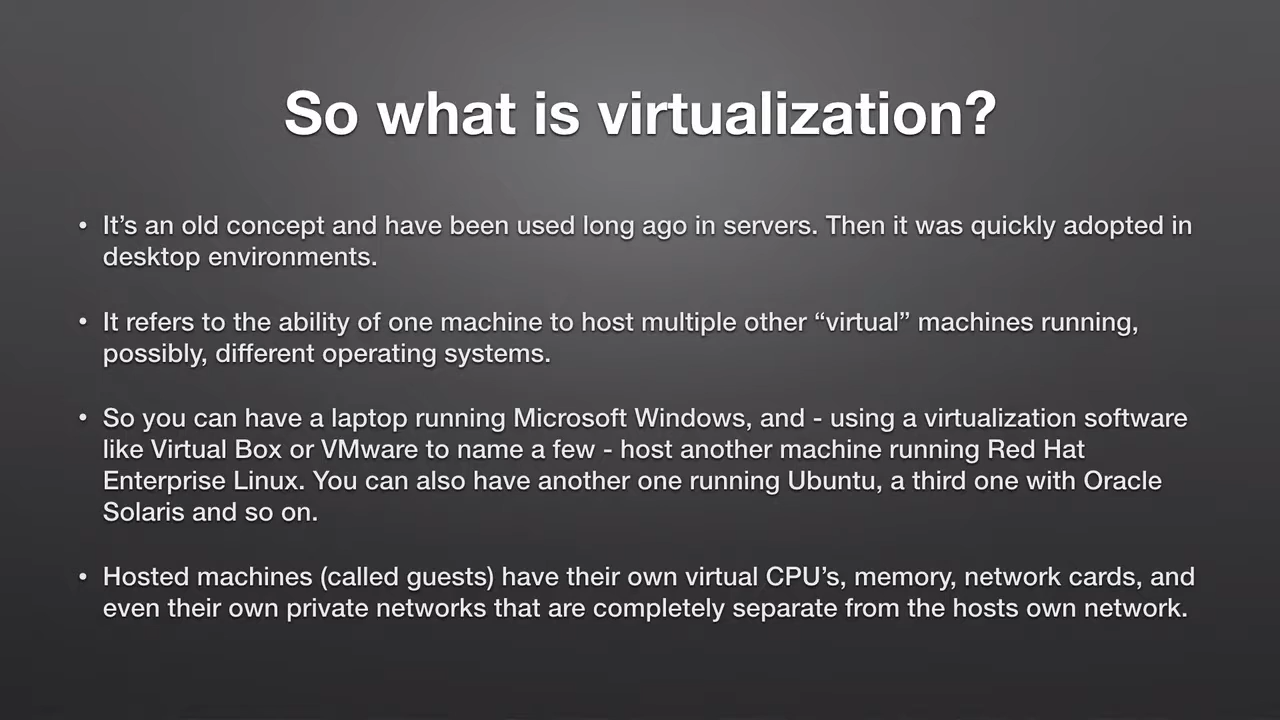 So what is virtualization?
• It’s an old concept and have been used long ago in servers. Then it was quickly adopted in
desktop environments.
• It refers to the ability of one machine to host multiple other “virtual” machines running,
possibly, different operating systems.
• So you can have a laptop running Microsoft Windows, and - using a virtualization software
like Virtual Box or VMware to name a few - host another machine running Red Hat
Enterprise Linux. You can also have another one running Ubuntu, a third one with Oracle
Solaris and so on.
• Hosted machines (called guests) have their own virtual CPU’s, memory, network cards, and
even their own private networks that are completely separate from the hosts own network.